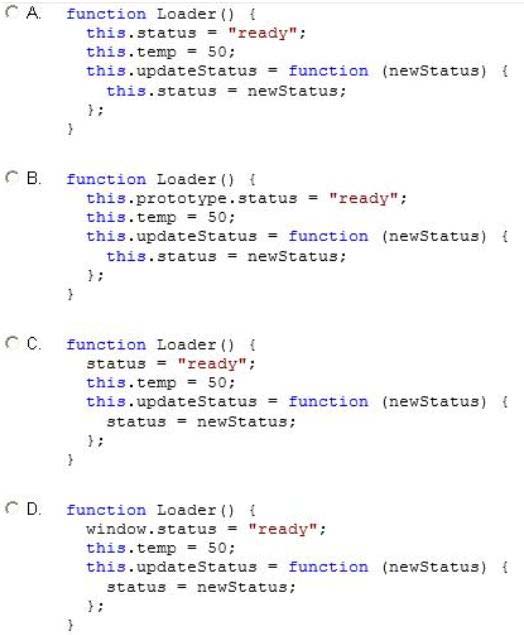 A. function Loader() {
this.status = "ready";
this.temp = 50;
this.updateStatus = function (newStatus) {
this.status = newStatus;
};
}
B. function Loader() {
this.prototype.status = "ready";
this.temp = 50;
this.updateStatus = function (newStatus) {
this.status = newStatus;
};
}
C. function Loader() {
status = "ready";
this.temp = 50;
this.updateStatus = function (newStatus) {
status = newStatus;
};
}
D. function Loader() {
window.status = "ready";
this.temp = 50;
this.updateStatus = function (newStatus) {
status = newStatus;
};
}